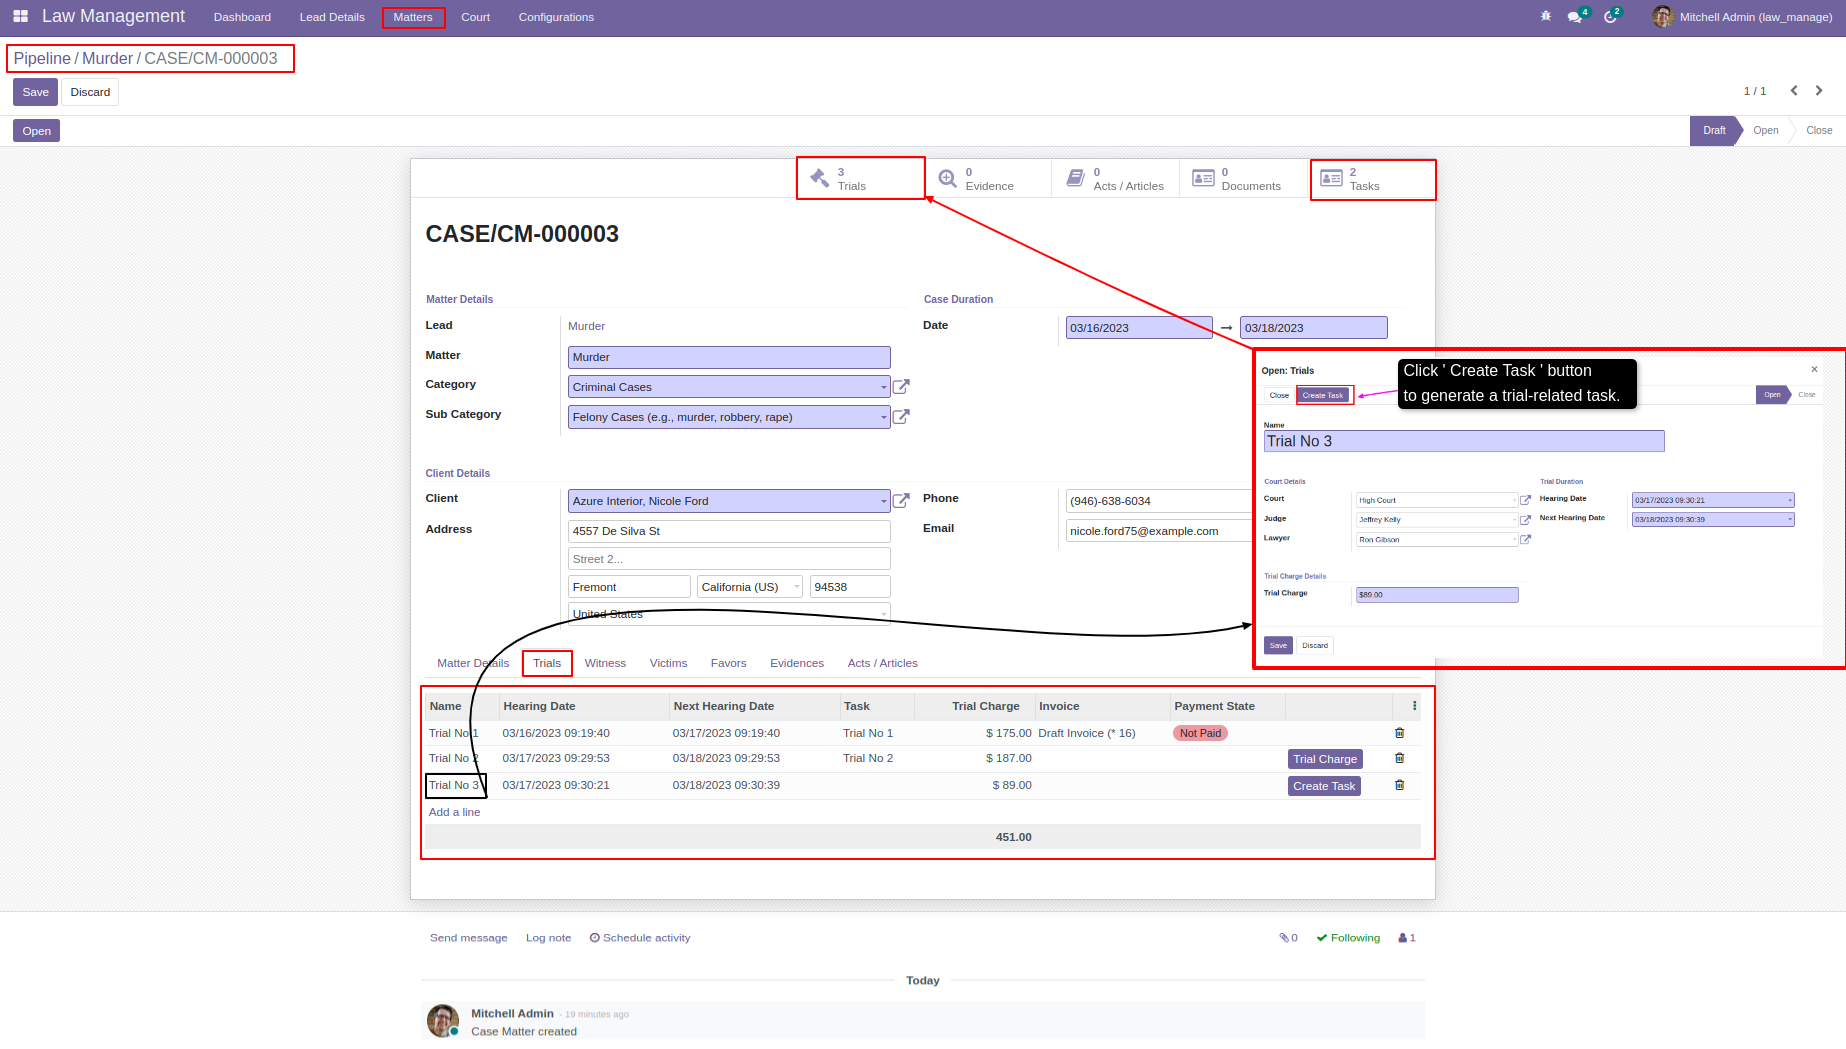 Law Management Dashboard Lead Details Matters Court Configurations 4 2 Mitchell Admin (law_manage)
Pipeline / Murder / CASE/CM-000003
Save Discard 1 / 1
Open Draft Open Close
3 Trials 0 Evidence 0 Acts / Articles 0 Documents 2 Tasks
CASE/CM-000003
Matter Details
Lead Murder
Matter Murder
Category Criminal Cases
Sub Category Felony Cases (e.g., murder, robbery, rape)
Case Duration
Date 03/16/2023 → 03/18/2023
Client Details
Client Azure Interior, Nicole Ford
Address 4557 De Silva St
Street 2...
Fremont California (US) 94538
United States
Phone (946)-638-6034
Email nicole.ford75@example.com
Open: Trials ×
Click ' Create Task ' button
to generate a trial-related task.
Close Create Task Open Close
Name
Trial No 3
Court Details
Court High Court
Judge Jeffrey Kelly
Lawyer Ron Gibson
Trial Duration
Hearing Date 03/17/2023 09:30:21
Next Hearing Date 03/18/2023 09:30:39
Trial Charge Details
Trial Charge $89.00
Save Discard
Matter Details Trials Witness Victims Favors Evidences Acts / Articles
Name Hearing Date Next Hearing Date Task Trial Charge Invoice Payment State
Trial No 1 03/16/2023 09:19:40 03/17/2023 09:19:40 Trial No 1 $ 175.00 Draft Invoice (* 16) Not Paid
Trial No 2 03/17/2023 09:29:53 03/18/2023 09:29:53 Trial No 2 $ 187.00 Trial Charge
Trial No 3 03/17/2023 09:30:21 03/18/2023 09:30:39 $ 89.00 Create Task
Add a line
451.00
Send message Log note Schedule activity 0 Following 1
Today
Mitchell Admin - 19 minutes ago
Case Matter created